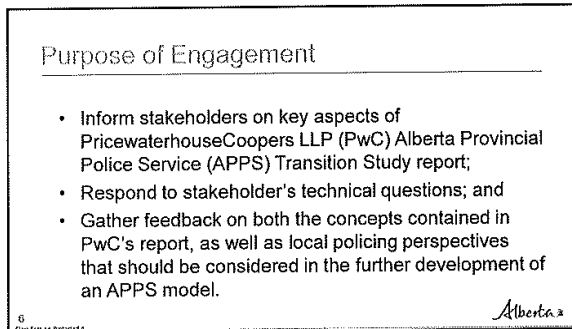 Purpose of Engagement
• Inform stakeholders on key aspects of
PricewaterhouseCoopers LLP (PwC) Alberta Provincial
Police Service (APPS) Transition Study report;
• Respond to stakeholder's technical questions; and
• Gather feedback on both the concepts contained in
PwC's report, as well as local policing perspectives
that should be considered in the further development of
an APPS model.
6
Alberta